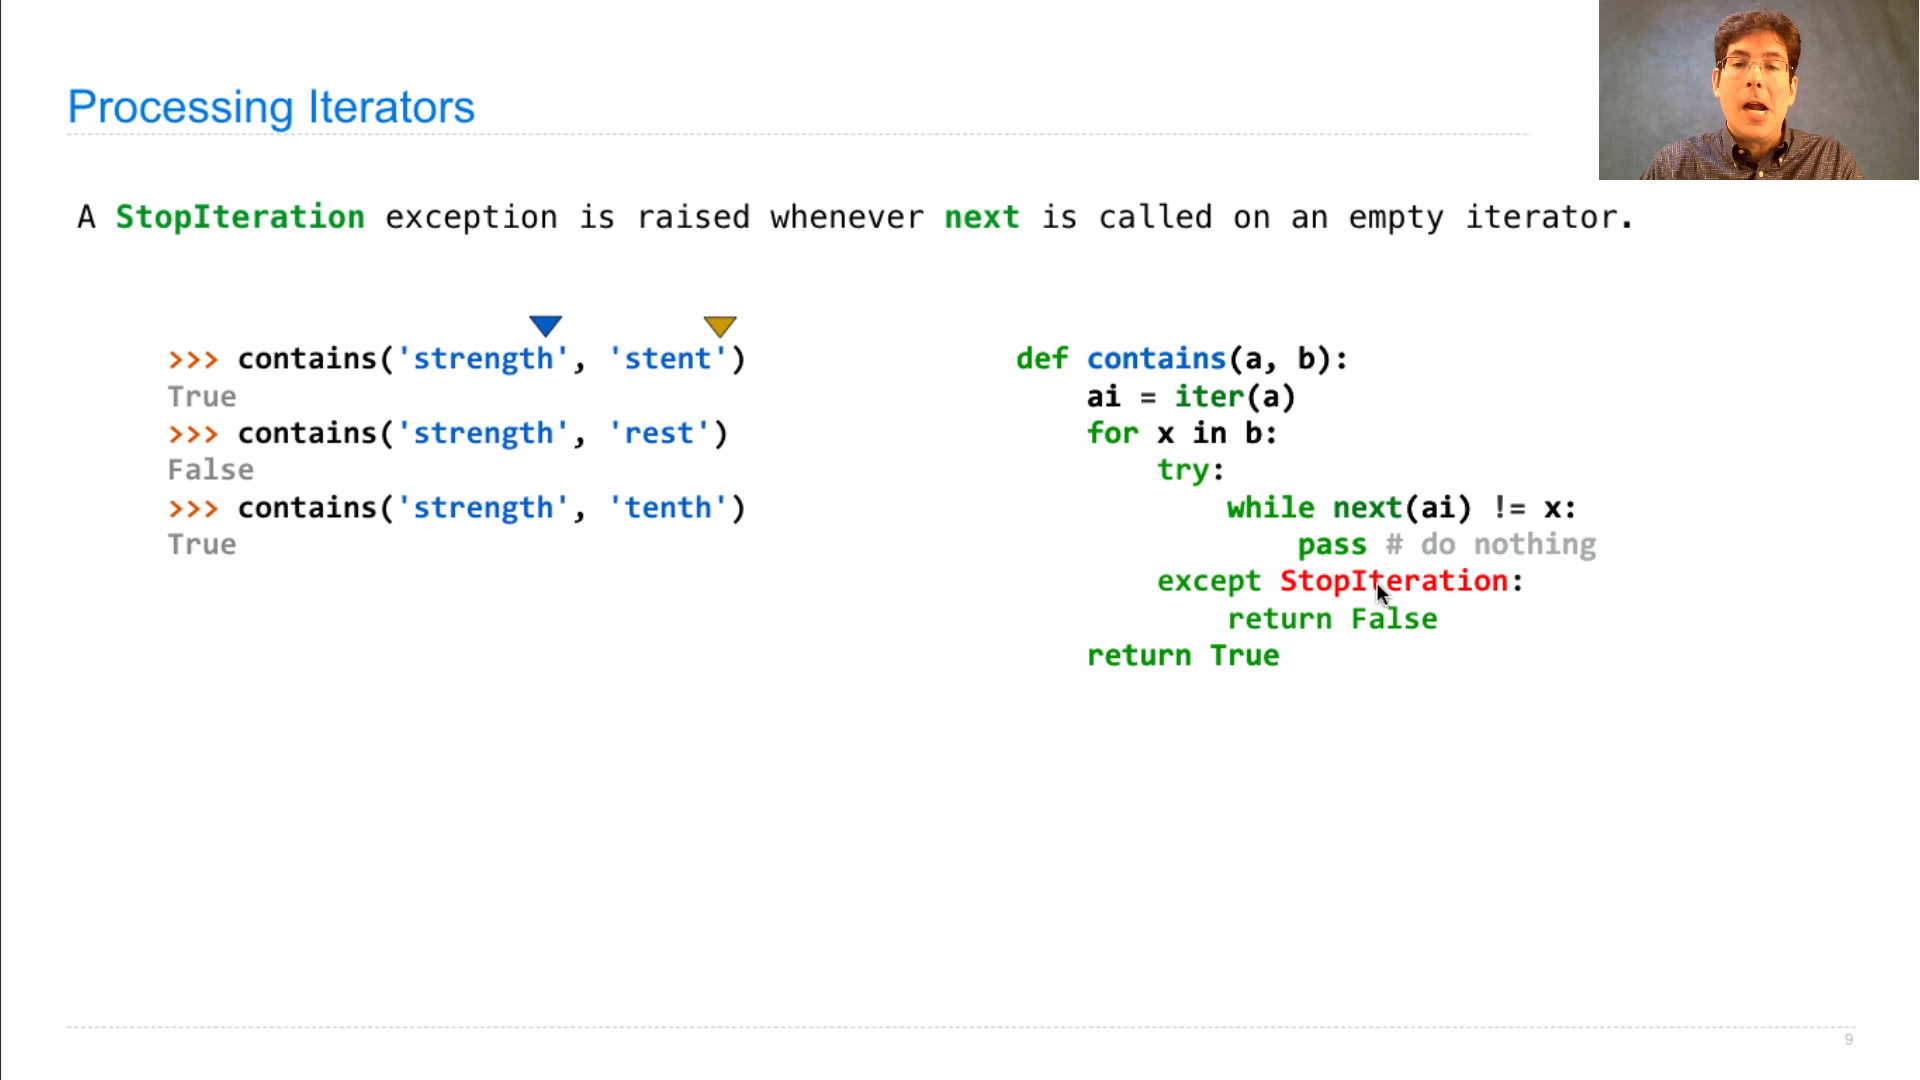 Processing Iterators
A StopIteration exception is raised whenever next is called on an empty iterator.
>>> contains('strength', 'stent')
True
>>> contains('strength', 'rest')
False
>>> contains('strength', 'tenth')
True
def contains(a, b):
    ai = iter(a)
    for x in b:
        try:
            while next(ai) != x:
                pass # do nothing
        except StopIteration:
            return False
    return True
9